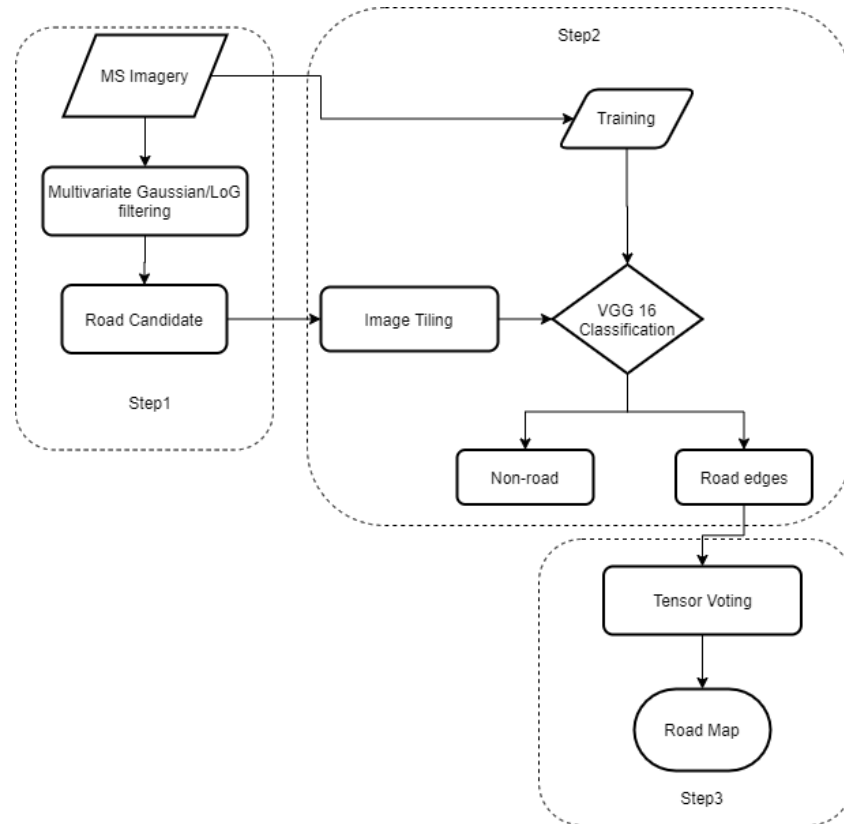 Step2
MS Imagery
Training
Multivariate Gaussian/LoG
filtering
Road Candidate
Image Tiling
VGG 16
Classification
Step1
Non-road
Road edges
Tensor Voting
Road Map
Step3